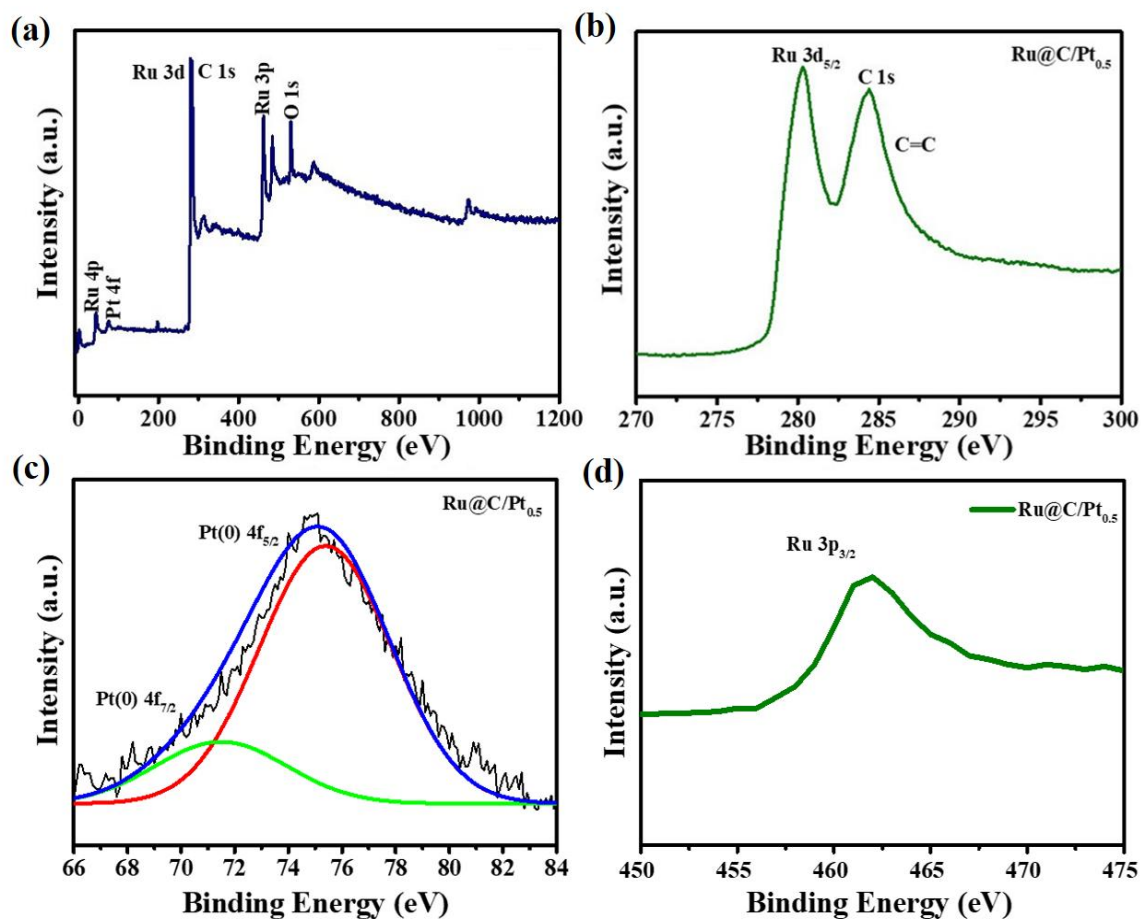 (a)
Intensity (a.u.)
Ru 4p
Pt 4f
Ru 3d
C 1s
Ru 3p
O 1s
0 200 400 600 800 1000 1200
Binding Energy (eV)
(b)
Intensity (a.u.)
Ru 3d5/2
C 1s
C=C
Ru@C/Pt0.5
270 275 280 285 290 295 300
Binding Energy (eV)
(c)
Intensity (a.u.)
Ru@C/Pt0.5
Pt(0) 4f5/2
Pt(0) 4f7/2
66 68 70 72 74 76 78 80 82 84
Binding Energy (eV)
(d)
Intensity (a.u.)
Ru@C/Pt0.5
Ru 3p3/2
450 455 460 465 470 475
Binding Energy (eV)